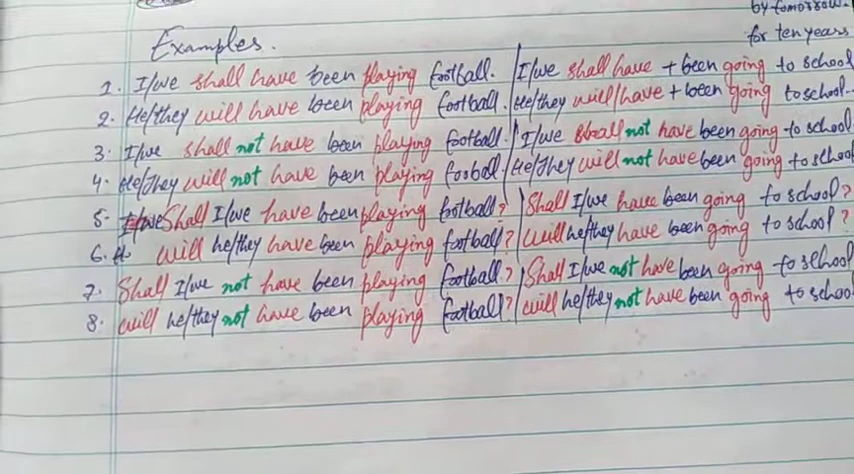 by tomorrow.
for ten years
Examples.
1. I/we shall have been playing football. I/we shall have + been going to school
2. He/they will have been playing football. He/they will have + been going to school.
3. I/we shall not have been playing football. I/we shall not have been going to school
4. He/they will not have been playing foosball. He/they will not have been going to school
5. Shall I/we have been playing football? Shall I/we have been going to school?
6. will he/they have been playing football? will he/they have been going to school?
7. Shall I/we not have been playing football? Shall I/we not have been going to school
8. will he/they not have been playing football? will he/they not have been going to school